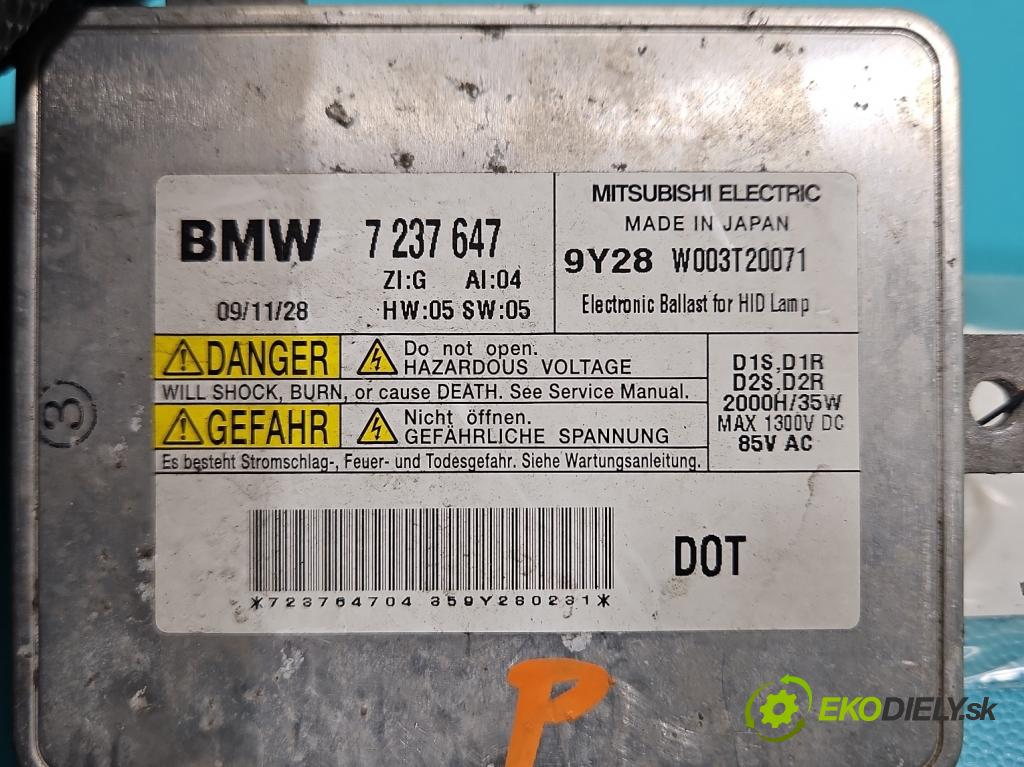 BMW 7 237 647
ZI:G AI:04
09/11/28 HW:05 SW:05
MITSUBISHI ELECTRIC
MADE IN JAPAN
9Y28 W003T20071
Electronic Ballast for HID Lamp
DANGER
Do not open.
HAZARDOUS VOLTAGE
WILL SHOCK, BURN, or cause DEATH. See Service Manual.
GEFAHR
Nicht öffnen.
GEFÄHRLICHE SPANNUNG
Es besteht Stromschlag-, Feuer- und Todesgefahr. Siehe Wartungsanleitung.
D1S, D1R
D2S, D2R
2000H/35W
MAX 1300V DC
85V AC
*723764704 359Y280231*
DOT
3
P
EKODIELY.sk